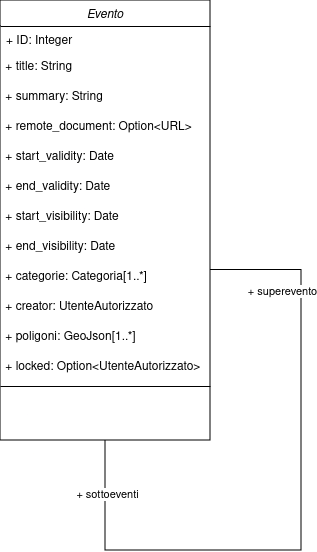 Evento
+ ID: Integer
+ title: String
+ summary: String
+ remote_document: Option<URL>
+ start_validity: Date
+ end_validity: Date
+ start_visibility: Date
+ end_visibility: Date
+ categorie: Categoria[1..*]
+ creator: UtenteAutorizzato
+ poligoni: GeoJson[1..*]
+ locked: Option<UtenteAutorizzato>
+ superevento
+ sottoeventi